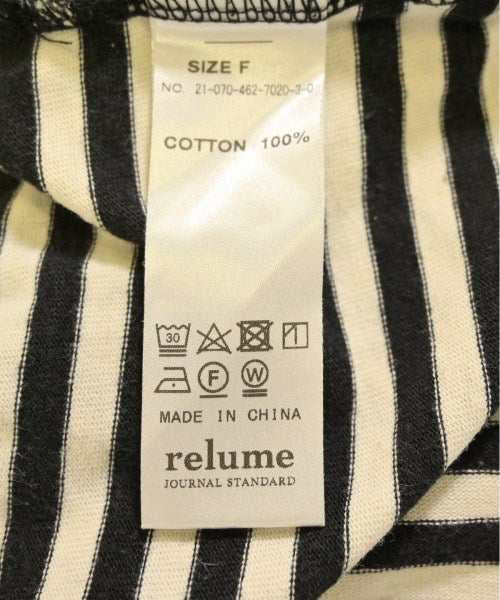 SIZE F
NO. 21-070-462-7020-3-0
COTTON 100%
30
F W
MADE IN CHINA
relume
JOURNAL STANDARD